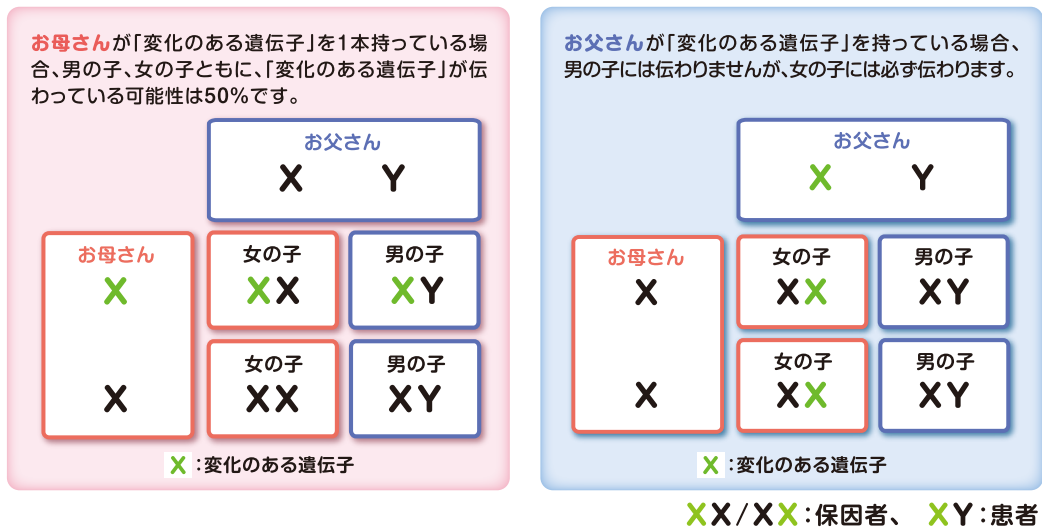 お母さんが「変化のある遺伝子」を1本持っている場
合、男の子、女の子ともに、「変化のある遺伝子」が伝
わっている可能性は50%です。
お父さん
X Y
お母さん
X
X
女の子
XX
男の子
XY
女の子
XX
男の子
XY
X:変化のある遺伝子
お父さんが「変化のある遺伝子」を持っている場合、
男の子には伝わりませんが、女の子には必ず伝わります。
お父さん
X Y
お母さん
X
X
女の子
XX
男の子
XY
女の子
XX
男の子
XY
X:変化のある遺伝子
XX/XX:保因者、 XY:患者